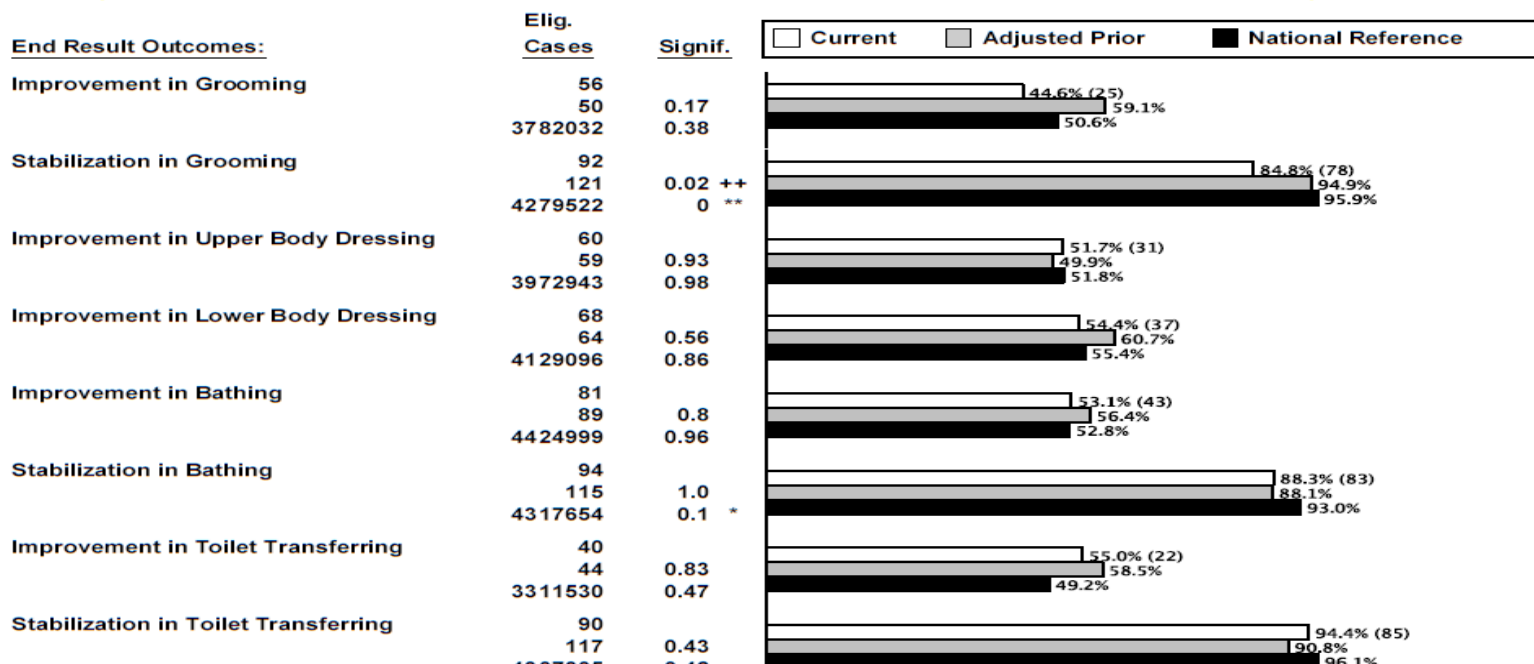 Elig.
End Result Outcomes: Cases Signif. Current Adjusted Prior National Reference
Improvement in Grooming 56 44.6% (25)
50 0.17 59.1%
3782032 0.38 50.6%
Stabilization in Grooming 92 84.8% (78)
121 0.02 ++ 94.9%
4279522 0 ** 95.9%
Improvement in Upper Body Dressing 60 51.7% (31)
59 0.93 49.9%
3972943 0.98 51.8%
Improvement in Lower Body Dressing 68 54.4% (37)
64 0.56 60.7%
4129096 0.86 55.4%
Improvement in Bathing 81 53.1% (43)
89 0.8 56.4%
4424999 0.96 52.8%
Stabilization in Bathing 94 88.3% (83)
115 1.0 88.1%
4317654 0.1 * 93.0%
Improvement in Toilet Transferring 40 55.0% (22)
44 0.83 58.5%
3311530 0.47 49.2%
Stabilization in Toilet Transferring 90 94.4% (85)
117 0.43 90.8%
96.1%